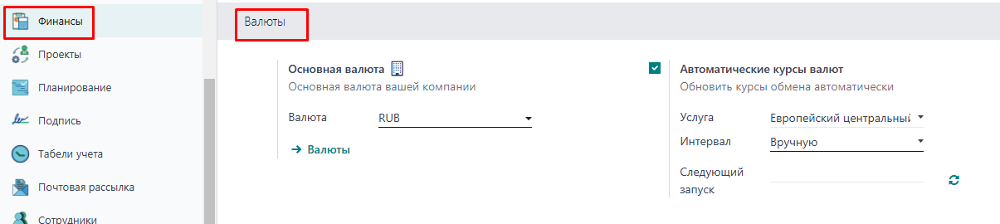 Финансы
Проекты
Планирование
Подпись
Табели учета
Почтовая рассылка
Сотрудники
Валюты
Основная валюта
Основная валюта вашей компании
Валюта RUB
Валюты
Автоматические курсы валют
Обновить курсы обмена автоматически
Услуга Европейский центральный
Интервал Вручную
Следующий
запуск